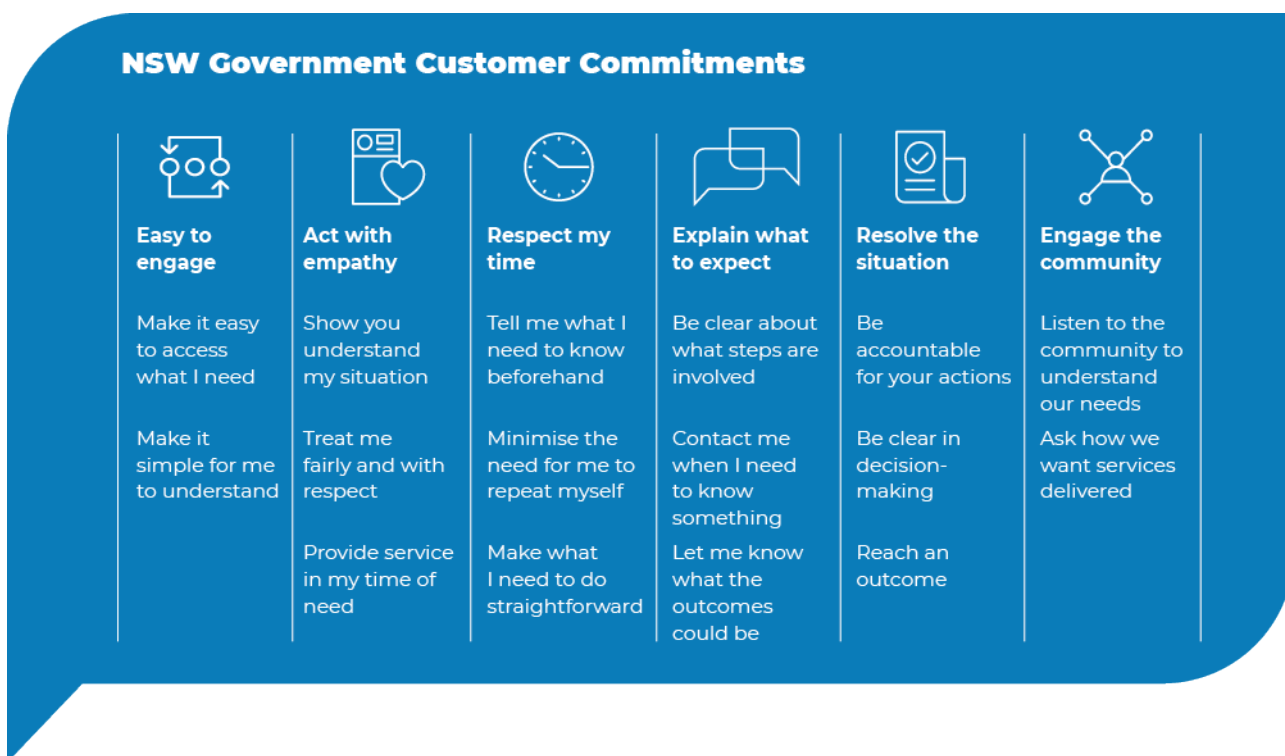 NSW Government Customer Commitments
Easy to
engage
Make it easy
to access
what I need
Make it
simple for me
to understand
Act with
empathy
Show you
understand
my situation
Treat me
fairly and with
respect
Provide service
in my time of
need
Respect my
time
Tell me what I
need to know
beforehand
Minimise the
need for me to
repeat myself
Make what
I need to do
straightforward
Explain what
to expect
Be clear about
what steps are
involved
Contact me
when I need
to know
something
Let me know
what the
outcomes
could be
Resolve the
situation
Be
accountable
for your actions
Be clear in
decision-
making
Reach an
outcome
Engage the
community
Listen to the
community to
understand
our needs
Ask how we
want services
delivered